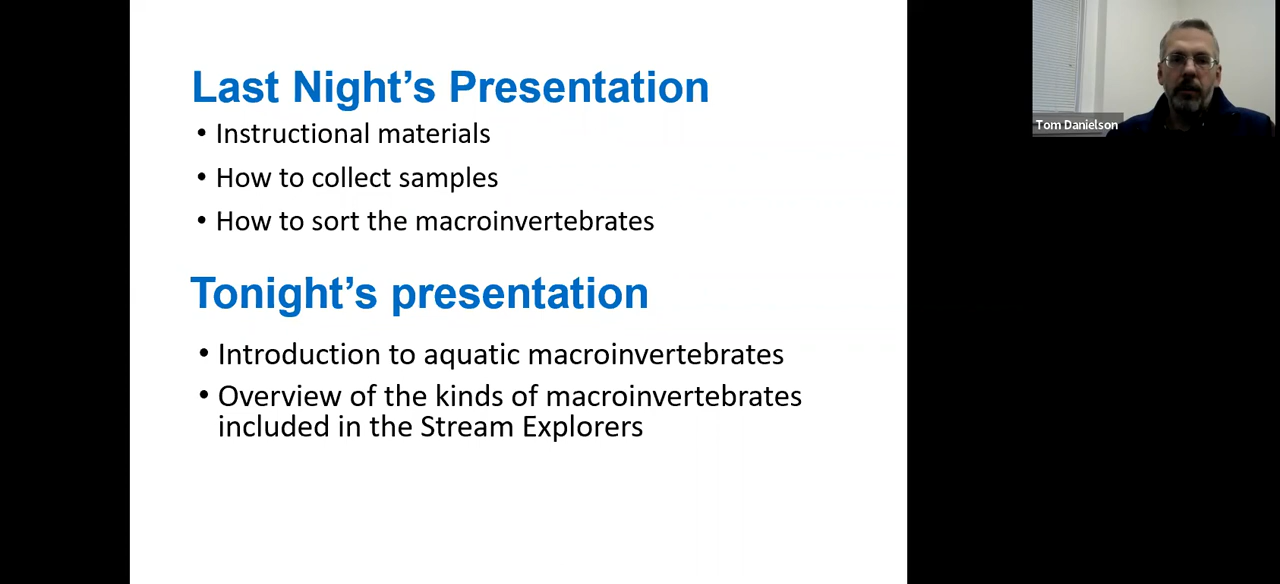 Last Night's Presentation
• Instructional materials
• How to collect samples
• How to sort the macroinvertebrates
Tonight's presentation
• Introduction to aquatic macroinvertebrates
• Overview of the kinds of macroinvertebrates
included in the Stream Explorers
Tom Danielson